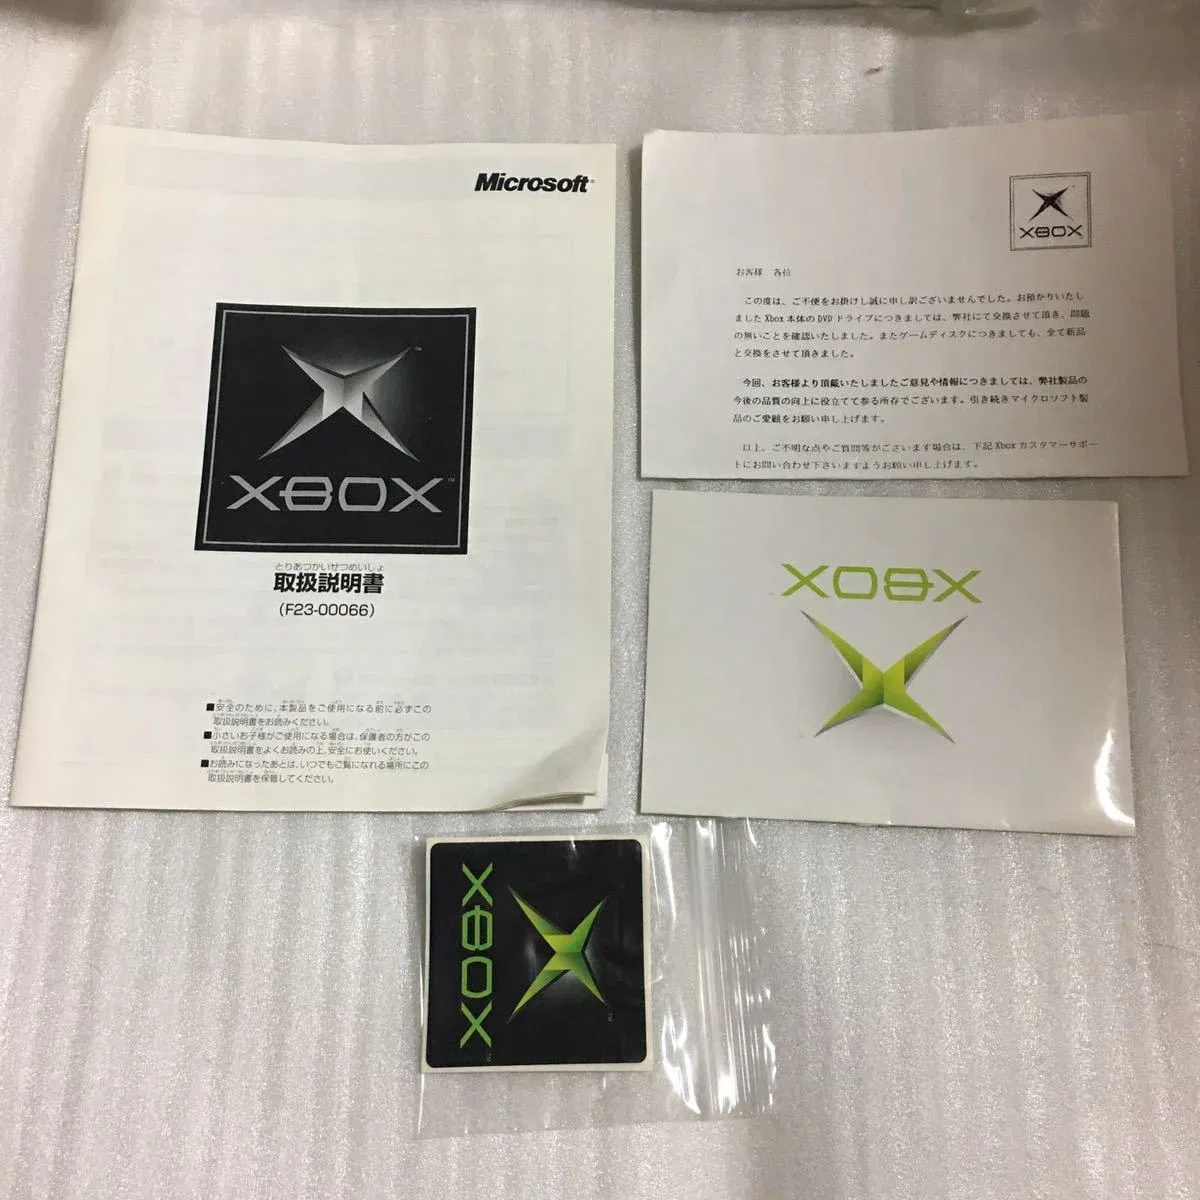 Microsoft®
XBOX™
とりあつかいせつめいしょ
取扱説明書
(F23-00066)
■安全のために、本製品をご使用になる前に必ずこの
取扱説明書をお読みください。
■小さいお子様がご使用になる場合は、保護者の方がこの
取扱説明書をよくお読みの上、安全にお使いください。
■お読みになったあとは、いつでもご覧になれる場所にこの
取扱説明書を保管してください。
XBOX
お客様 各位
この度は、ご不便をお掛けし誠に申し訳ございませんでした。お預かりいたし
ました Xbox 本体の DVD ドライブにつきましては、弊社にて交換させて頂き、問題
の無いことを確認いたしました。またゲームディスクにつきましても、全て新品
と交換をさせて頂きました。
今回、お客様より頂戴いたしましたご意見や情報につきましては、弊社製品の
今後の品質の向上に役立てて参る所存でございます。引き続きマイクロソフト製
品のご愛顧をお願い申し上げます。
以上、ご不明な点やご質問等がございます場合は、下記 Xbox カスタマーサポー
トにお問い合わせ下さいますようお願い申し上げます。
XBOX
XBOX™